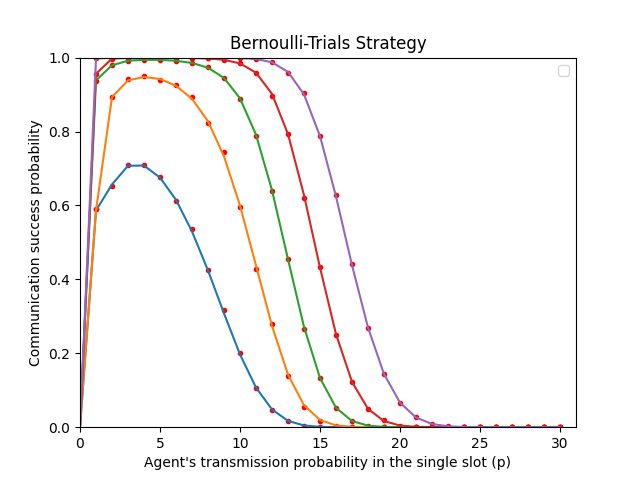 Bernoulli-Trials Strategy
Communication success probability
1.0
0.8
0.6
0.4
0.2
0.0
0 5 10 15 20 25 30
Agent's transmission probability in the single slot (p)